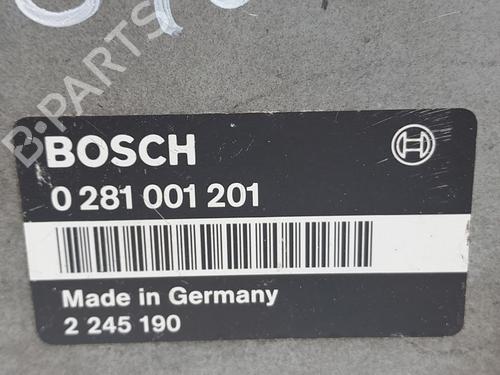 B-PARTS
BOSCH
0 281 001 201
Made in Germany
2 245 190